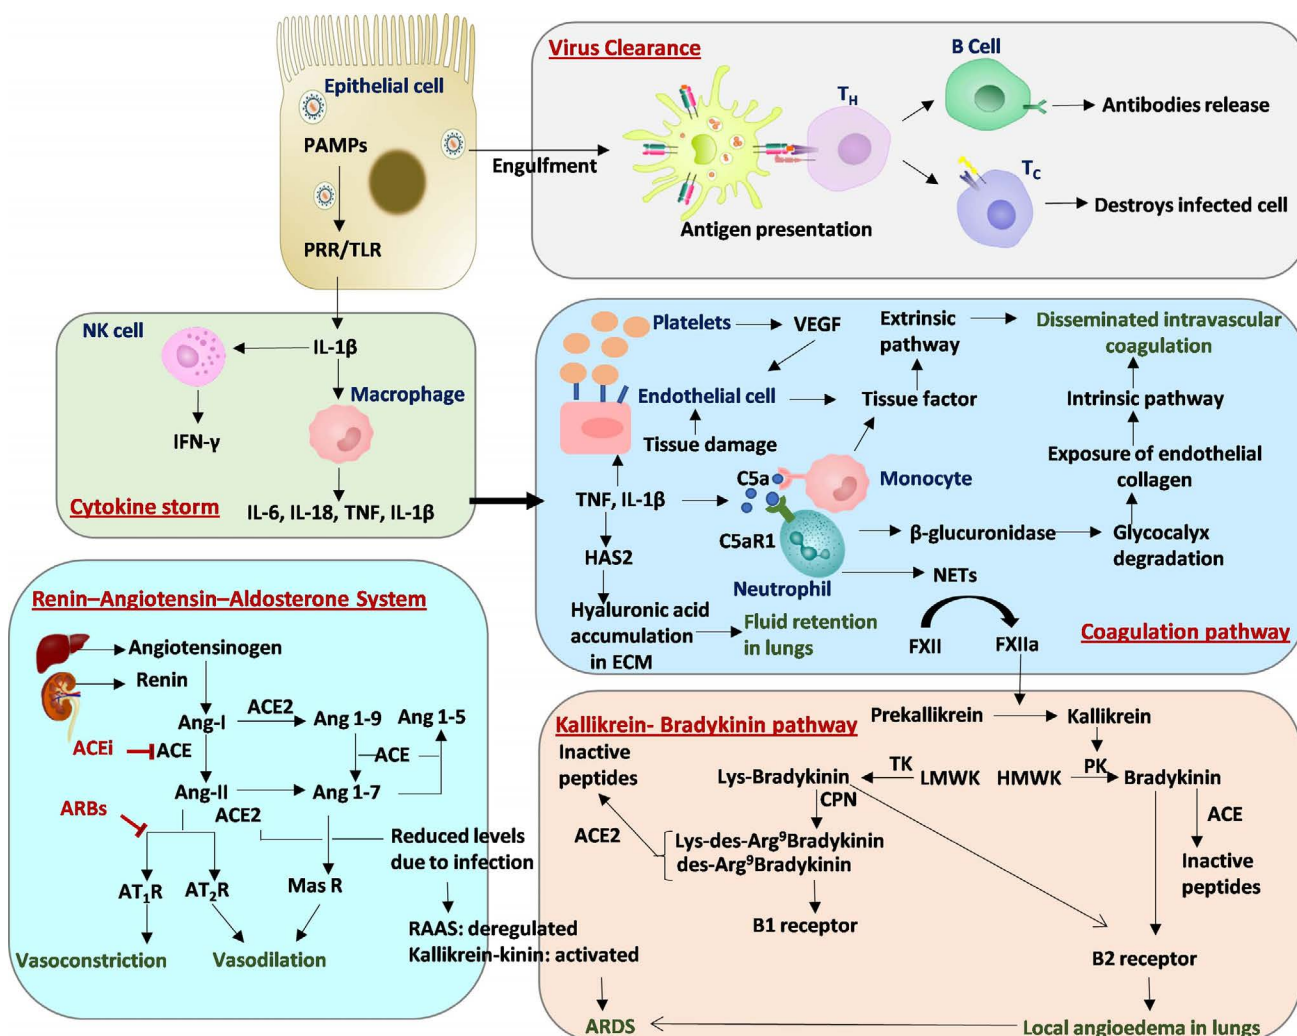 Epithelial cell
PAMPs
PRR/TLR
Engulfment
Virus Clearance
T_H
Antigen presentation
B Cell
Antibodies release
T_C
Destroys infected cell
NK cell
IL-1β
Macrophage
IFN-γ
IL-6, IL-18, TNF, IL-1β
Cytokine storm
Platelets
VEGF
Extrinsic
pathway
Disseminated intravascular
coagulation
Endothelial cell
Tissue factor
Intrinsic pathway
Tissue damage
Exposure of endothelial
collagen
C5a
Monocyte
TNF, IL-1β
C5aR1
β-glucuronidase
Glycocalyx
degradation
HAS2
Neutrophil
NETs
Hyaluronic acid
accumulation
in ECM
Fluid retention
in lungs
FXII
FXIIa
Coagulation pathway
Renin–Angiotensin–Aldosterone System
Angiotensinogen
Renin
Ang-I
ACE2
Ang 1-9
Ang 1-5
ACEi
ACE
ACE
Ang-II
Ang 1-7
ARBs
ACE2
Reduced levels
due to infection
AT₁R
AT₂R
Mas R
RAAS: deregulated
Kallikrein-kinin: activated
Vasoconstriction
Vasodilation
Kallikrein- Bradykinin pathway
Prekallikrein
Kallikrein
Inactive
peptides
PK
Lys-Bradykinin
TK
LMWK
HMWK
Bradykinin
CPN
ACE
ACE2
Lys-des-Arg⁹Bradykinin
des-Arg⁹Bradykinin
Inactive
peptides
B1 receptor
B2 receptor
ARDS
Local angioedema in lungs